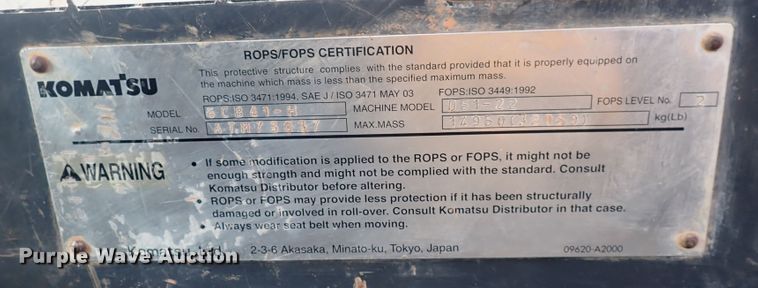 ROPS/FOPS CERTIFICATION
KOMATSU
This protective structure complies with the standard provided that it is properly equipped on
the machine which mass is less than the specified maximum mass.
ROPS:ISO 3471:1994, SAE J / ISO 3471 MAY 03 FOPS:ISO 3449:1992
MODEL MACHINE MODEL FOPS LEVEL No. 2
SERIAL No. MAX.MASS kg(Lb)
WARNING
• If some modification is applied to the ROPS or FOPS, it might not be
enough strength and might not be complied with the standard. Consult
Komatsu Distributor before altering.
• ROPS or FOPS may provide less protection if it has been structurally
damaged or involved in roll-over. Consult Komatsu Distributor in that case.
• Always wear seat belt when moving.
Komatsu Ltd. 2-3-6 Akasaka, Minato-ku, Tokyo, Japan 09620-A2000
Purple Wave Auction